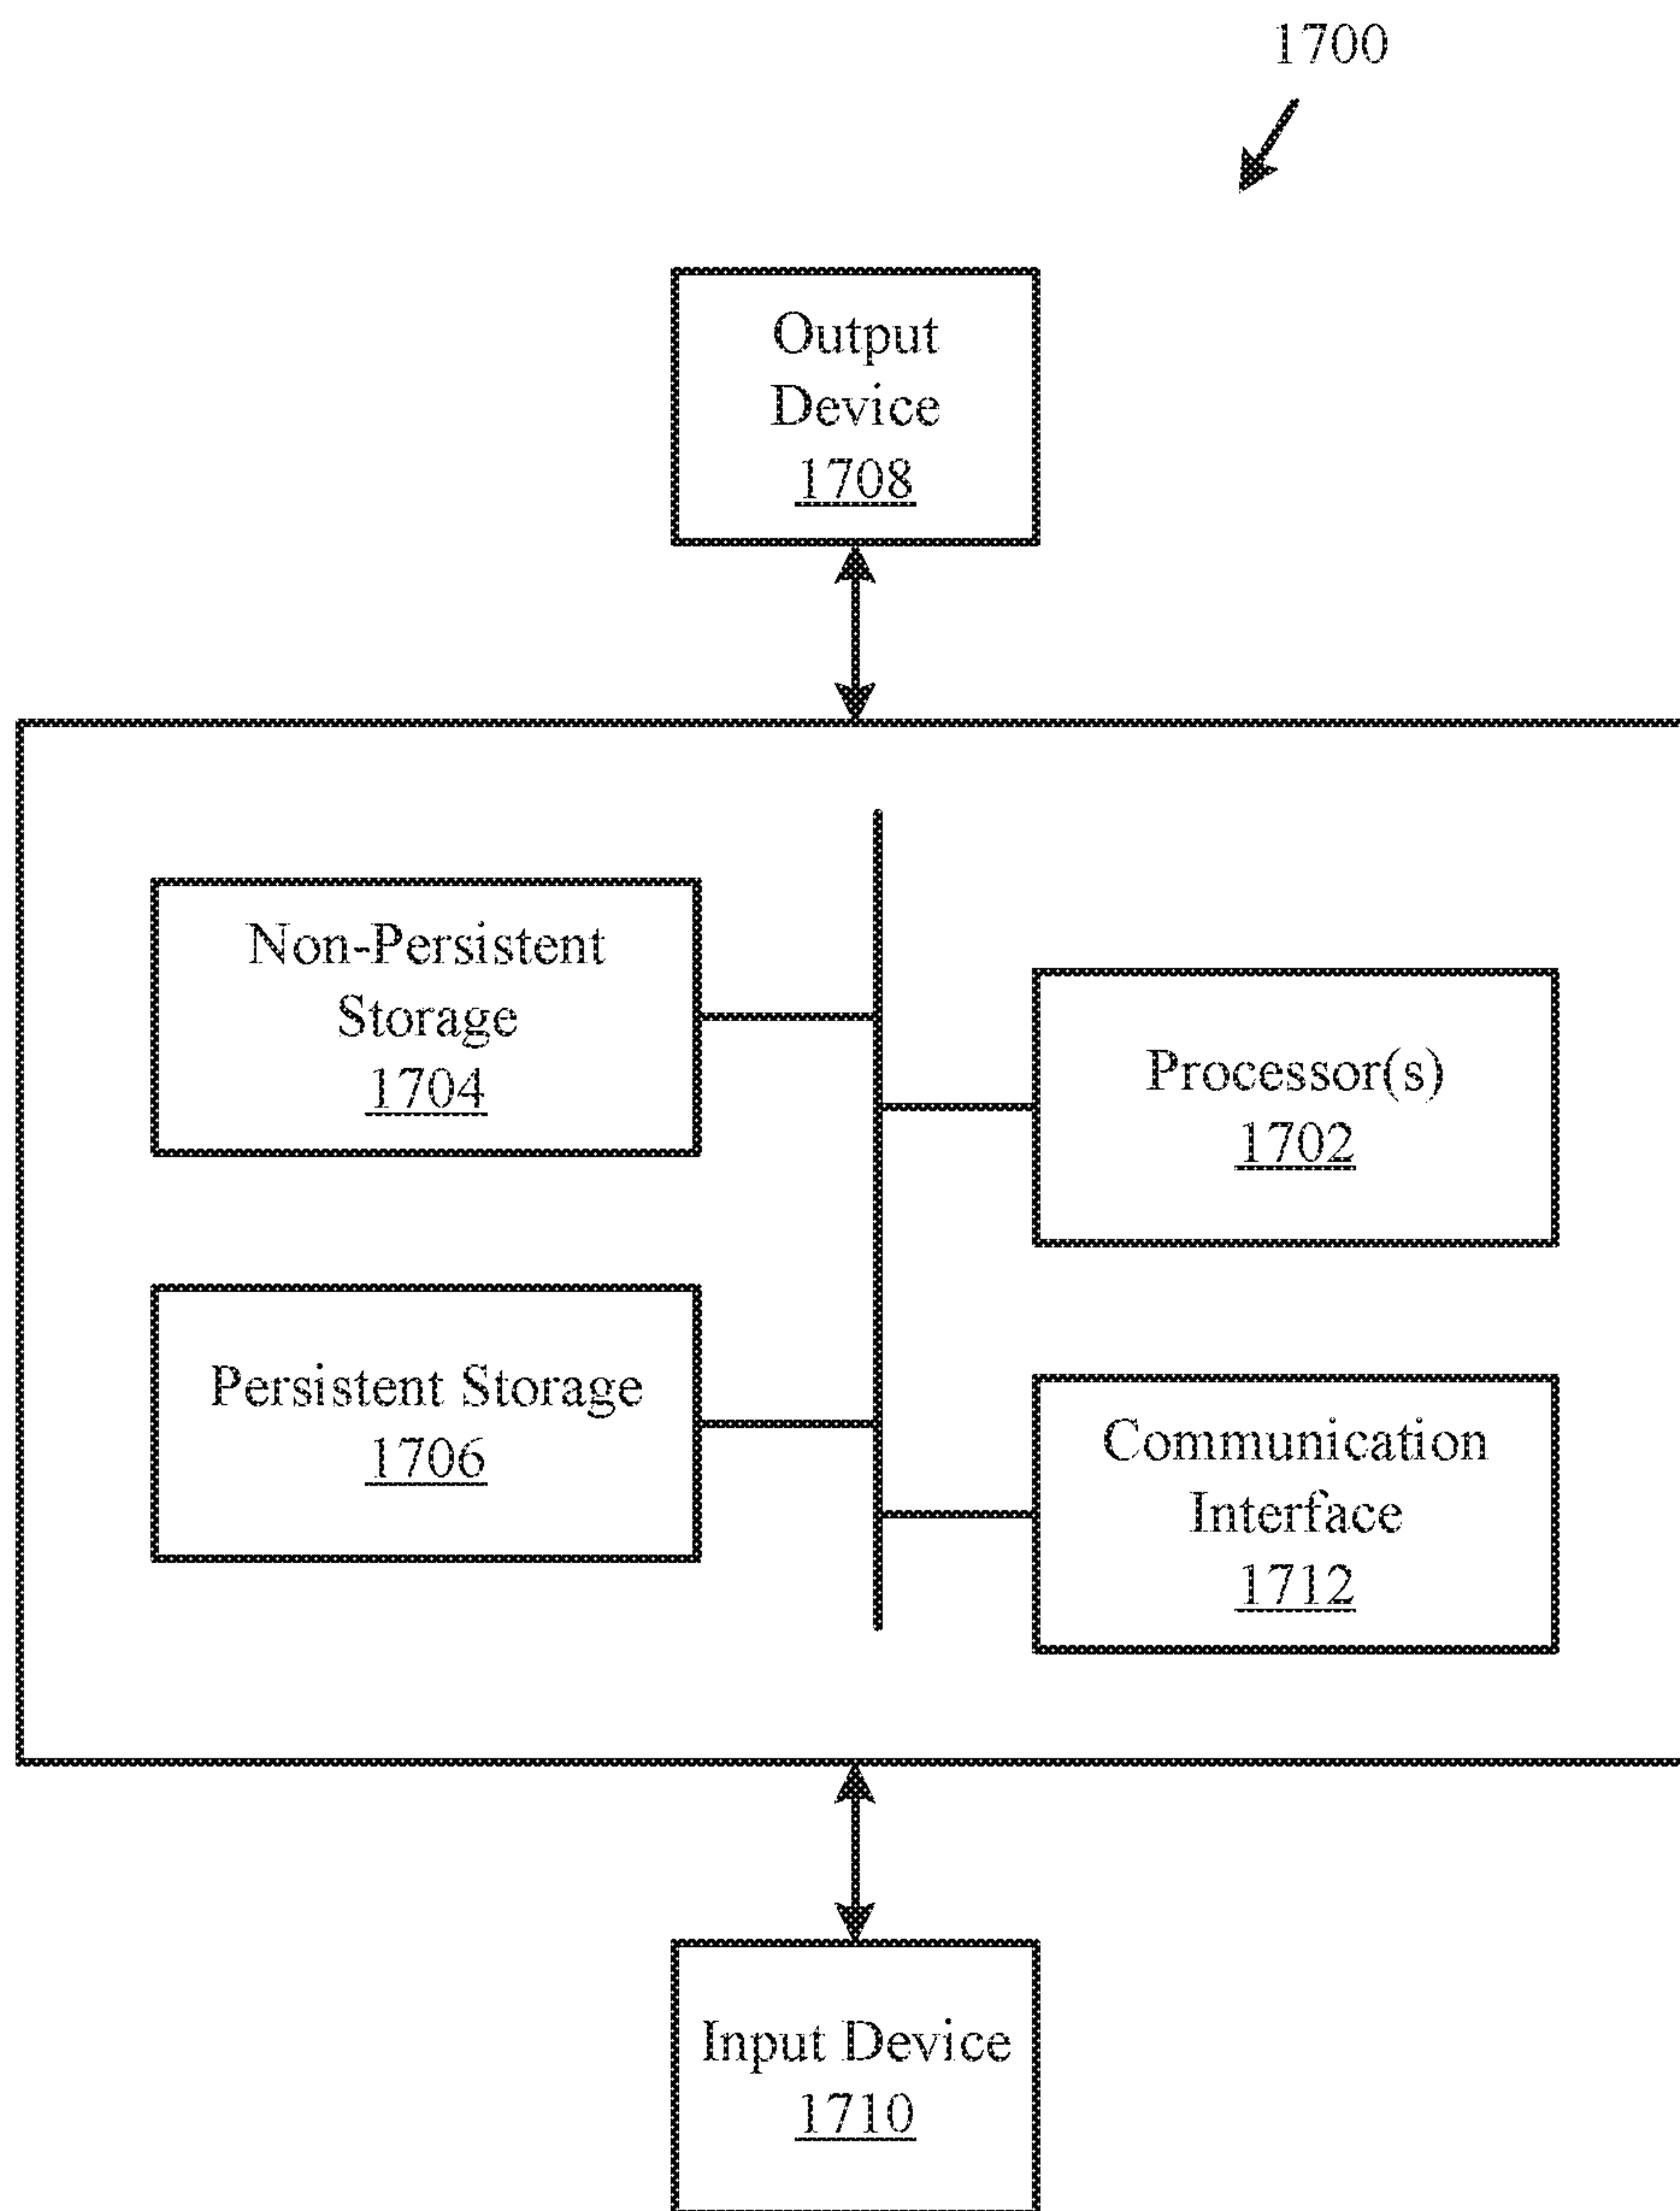 1700
Output
Device
1708
Non-Persistent
Storage
1704
Processor(s)
1702
Persistent Storage
1706
Communication
Interface
1712
Input Device
1710